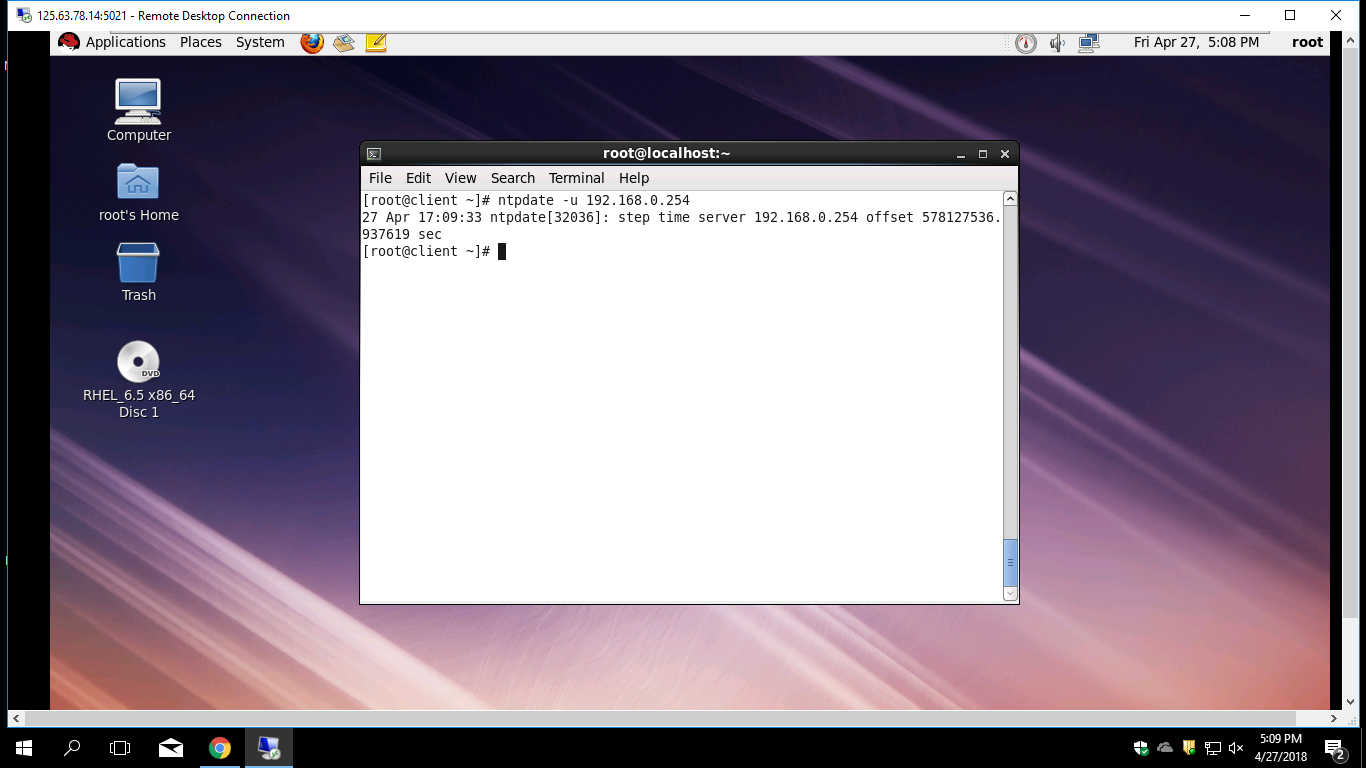 125.63.78.14:5021 - Remote Desktop Connection
Applications Places System
Fri Apr 27, 5:08 PM root
Computer
root's Home
Trash
DVD
RHEL_6.5 x86_64
Disc 1
root@localhost:~
File Edit View Search Terminal Help
[root@client ~]# ntpdate -u 192.168.0.254
27 Apr 17:09:33 ntpdate[32036]: step time server 192.168.0.254 offset 578127536.
937619 sec
[root@client ~]#
5:09 PM
4/27/2018
2